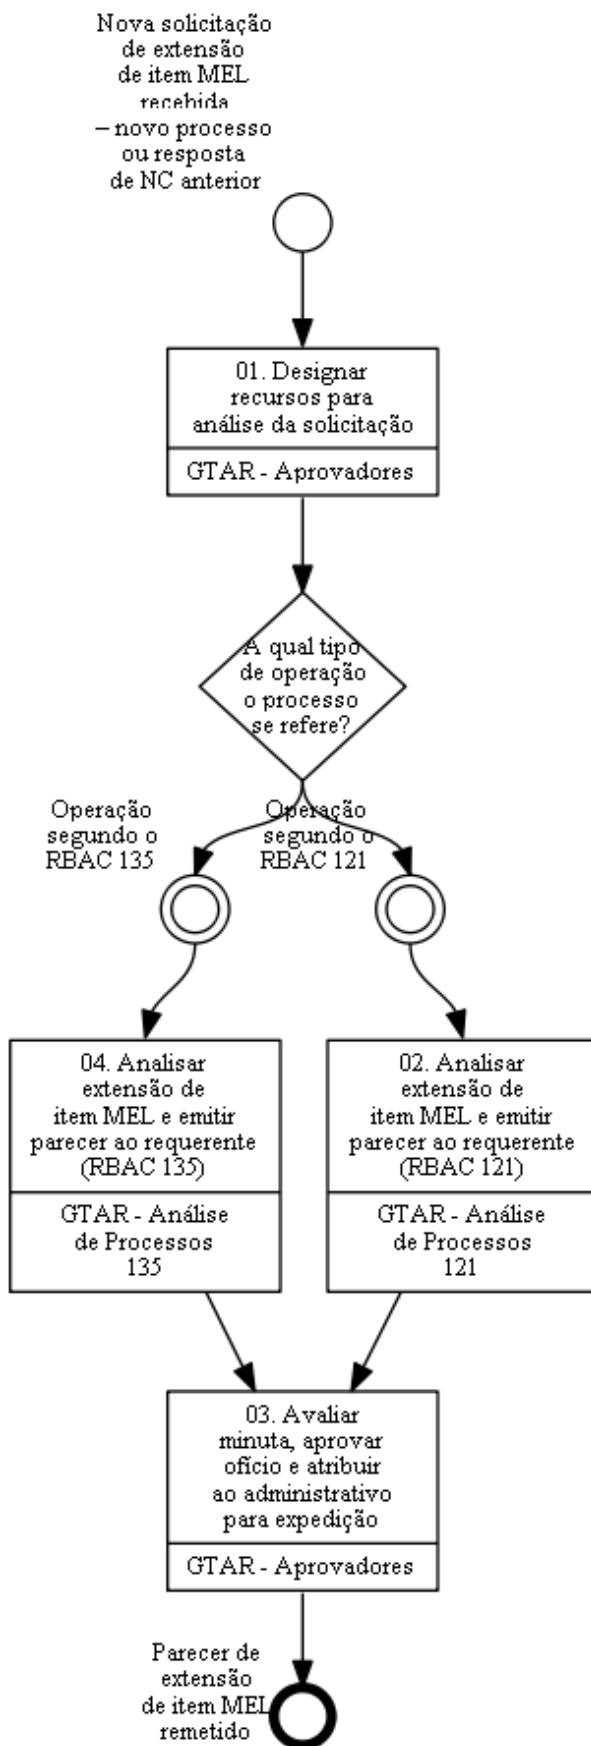 Nova solicitação
de extensão
de item MEL
recebida
– novo processo
ou resposta
de NC anterior
01. Designar
recursos para
análise da solicitação
GTAR - Aprovadores
A qual tipo
de operação
o processo
se refere?
Operação
segundo o
RBAC 135
Operação
segundo o
RBAC 121
04. Analisar
extensão de
item MEL e emitir
parecer ao requerente
(RBAC 135)
GTAR - Análise
de Processos
135
02. Analisar
extensão de
item MEL e emitir
parecer ao requerente
(RBAC 121)
GTAR - Análise
de Processos
121
03. Avaliar
minuta, aprovar
ofício e atribuir
ao administrativo
para expedição
GTAR - Aprovadores
Parecer de
extensão
de item MEL
remetido